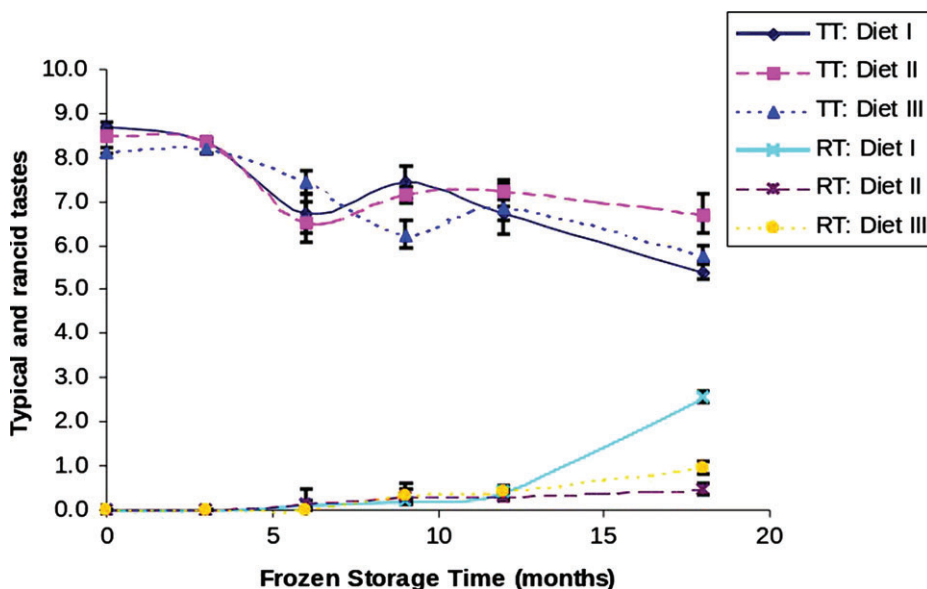 TT: Diet I
TT: Diet II
TT: Diet III
RT: Diet I
RT: Diet II
RT: Diet III
Typical and rancid tastes
10.0
9.0
8.0
7.0
6.0
5.0
4.0
3.0
2.0
1.0
0.0
0 5 10 15 20
Frozen Storage Time (months)